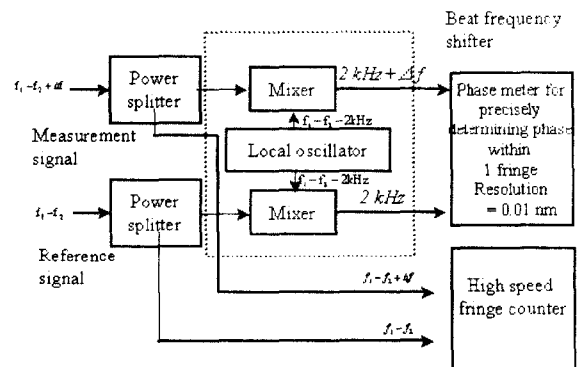 Beat frequency
shifter
f₁-f₂+Δf
Power
splitter
Mixer
2 kHz + Δf
Phase meter for
precisely
determining phase
within
1 fringe
Resolution
= 0.01 nm
Measurement
signal
f₁-f₂-2kHz
Local oscillator
f₁-f₂-2kHz
f₁-f₂
Power
splitter
Mixer
2 kHz
Reference
signal
f₁-f₂+Δf
f₁-f₂
High speed
fringe counter